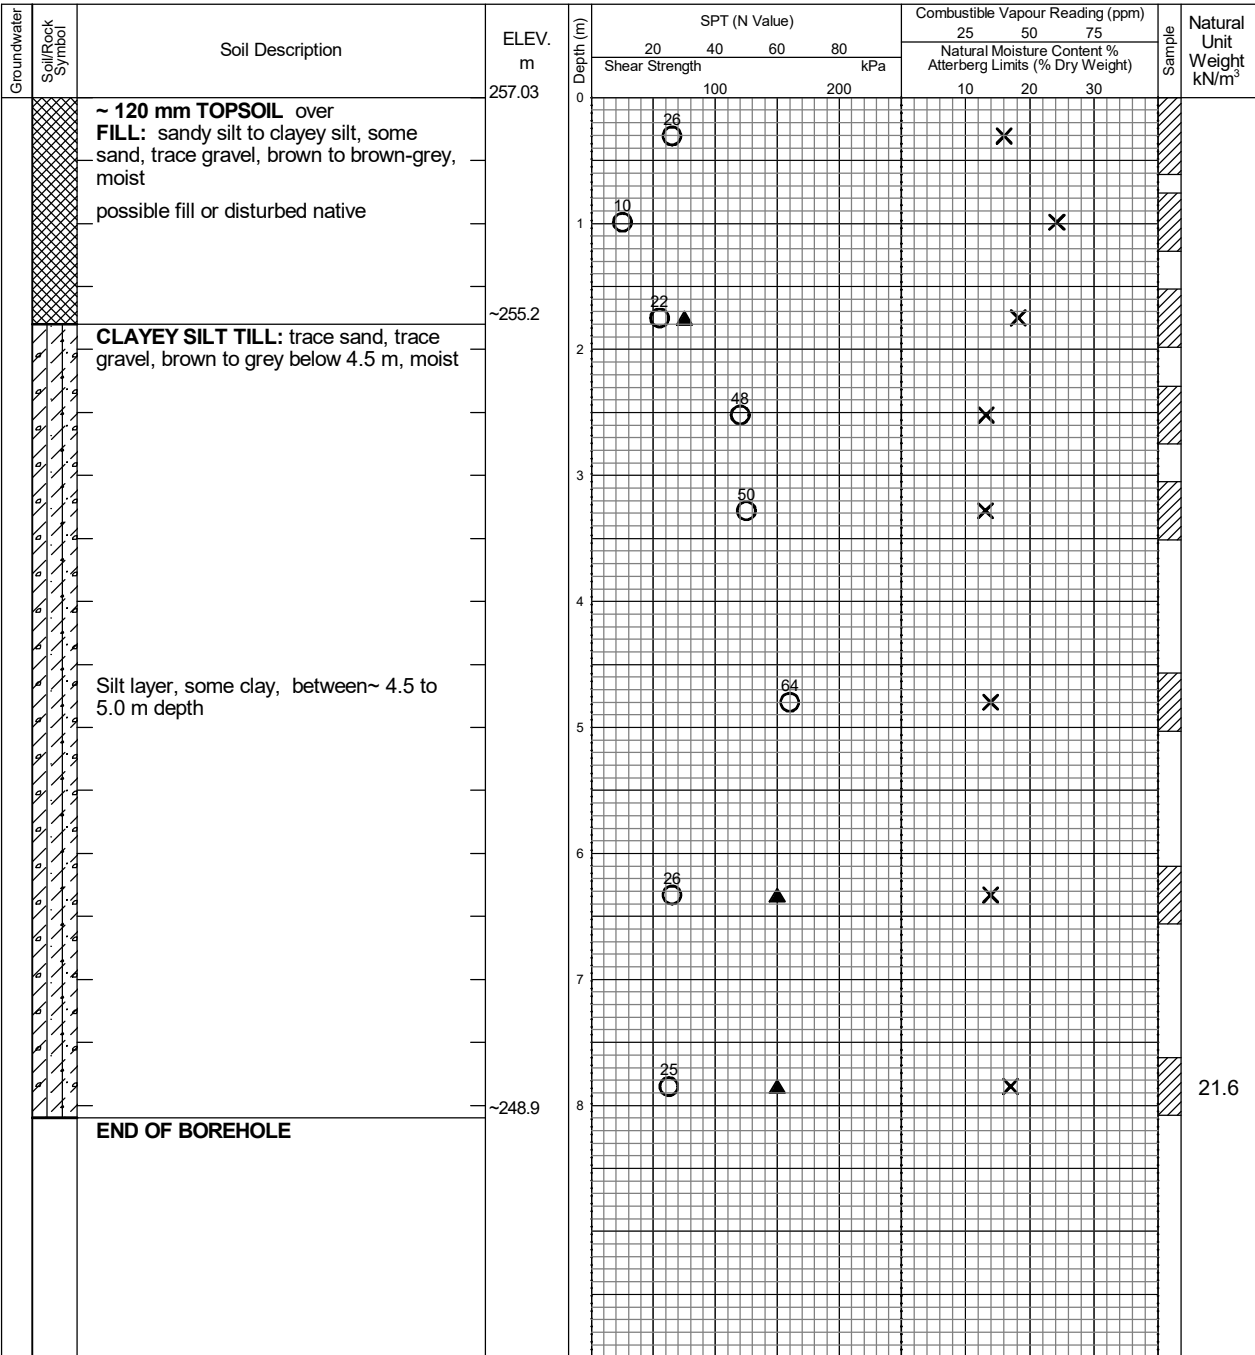 Groundwater
Soil/Rock
Symbol
Soil Description
ELEV.
m
Depth (m)
SPT (N Value)
20 40 60 80
Shear Strength kPa
100 200
Combustible Vapour Reading (ppm)
25 50 75
Natural Moisture Content %
Atterberg Limits (% Dry Weight)
10 20 30
Sample
Natural
Unit
Weight
kN/m³
257.03
0
~ 120 mm TOPSOIL over
FILL: sandy silt to clayey silt, some
sand, trace gravel, brown to brown-grey,
moist
26
possible fill or disturbed native
10
1
22
~255.2
CLAYEY SILT TILL: trace sand, trace
gravel, brown to grey below 4.5 m, moist
2
48
3
50
4
Silt layer, some clay, between~ 4.5 to
5.0 m depth
64
5
6
26
7
25
21.6
8
~248.9
END OF BOREHOLE